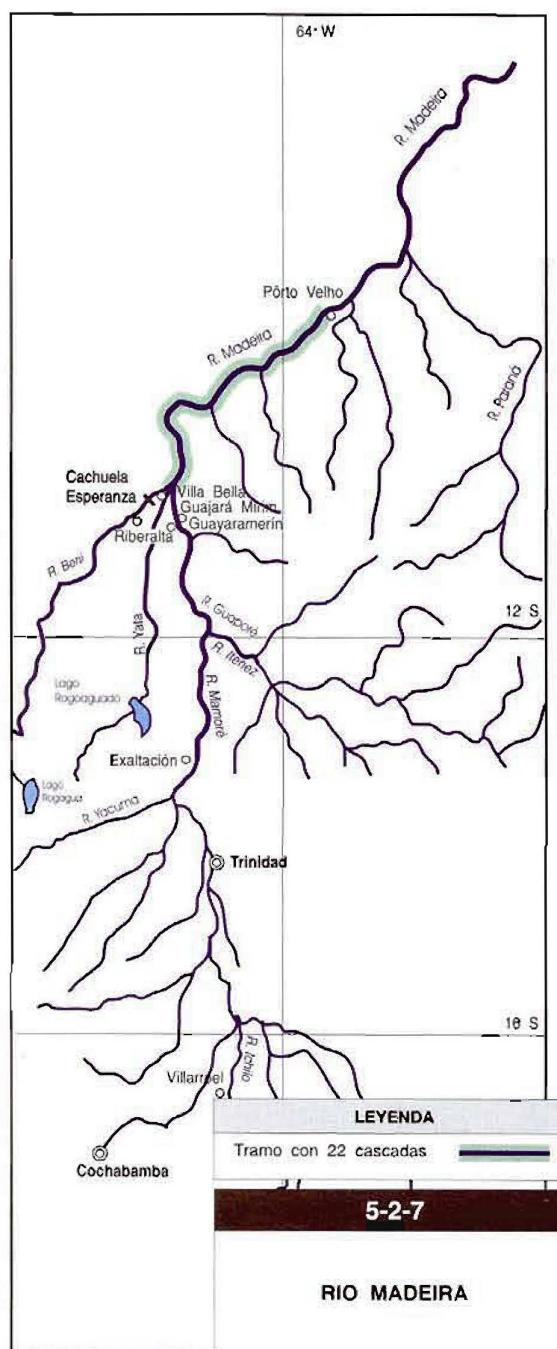 64° W
R. Madeira
Pôrto Velho
R. Madeira
R. Paraná
Cachuela
Esperanza
Villa Bella
Guajará Mirin
Guayaramerín
Riberalta
R. Beni
R. Yata
R. Guaporé
12 S
R. Iténez
Lago
Rogoaguado
R. Mamoré
Exaltación
Lago
Rogagua
R. Yacuma
Trinidad
16 S
R. Ichilo
Villarroel
LEYENDA
Tramo con 22 cascadas
Cochabamba
5-2-7
RIO MADEIRA